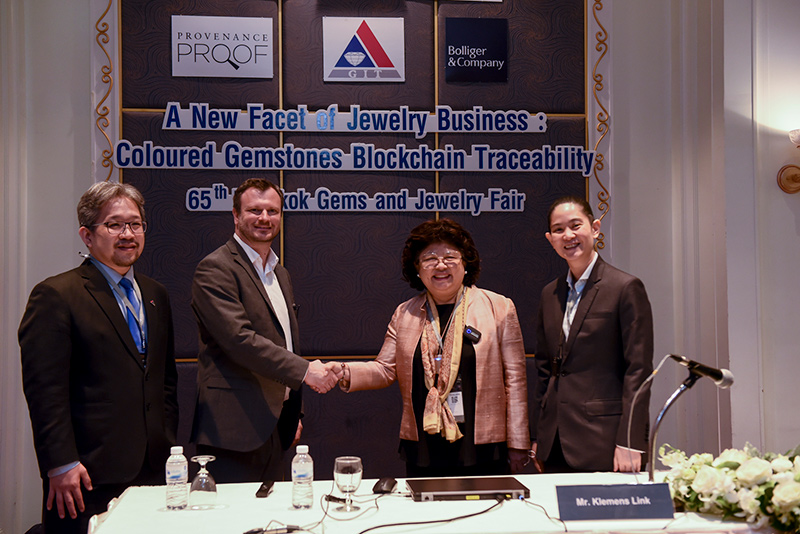 PROVENANCE
PROOF
GIT
Bolliger
& Company
A New Facet of Jewelry Business :
Coloured Gemstones Blockchain Traceability
65th kok Gems and Jewelry Fair
Mr. Klemens Link